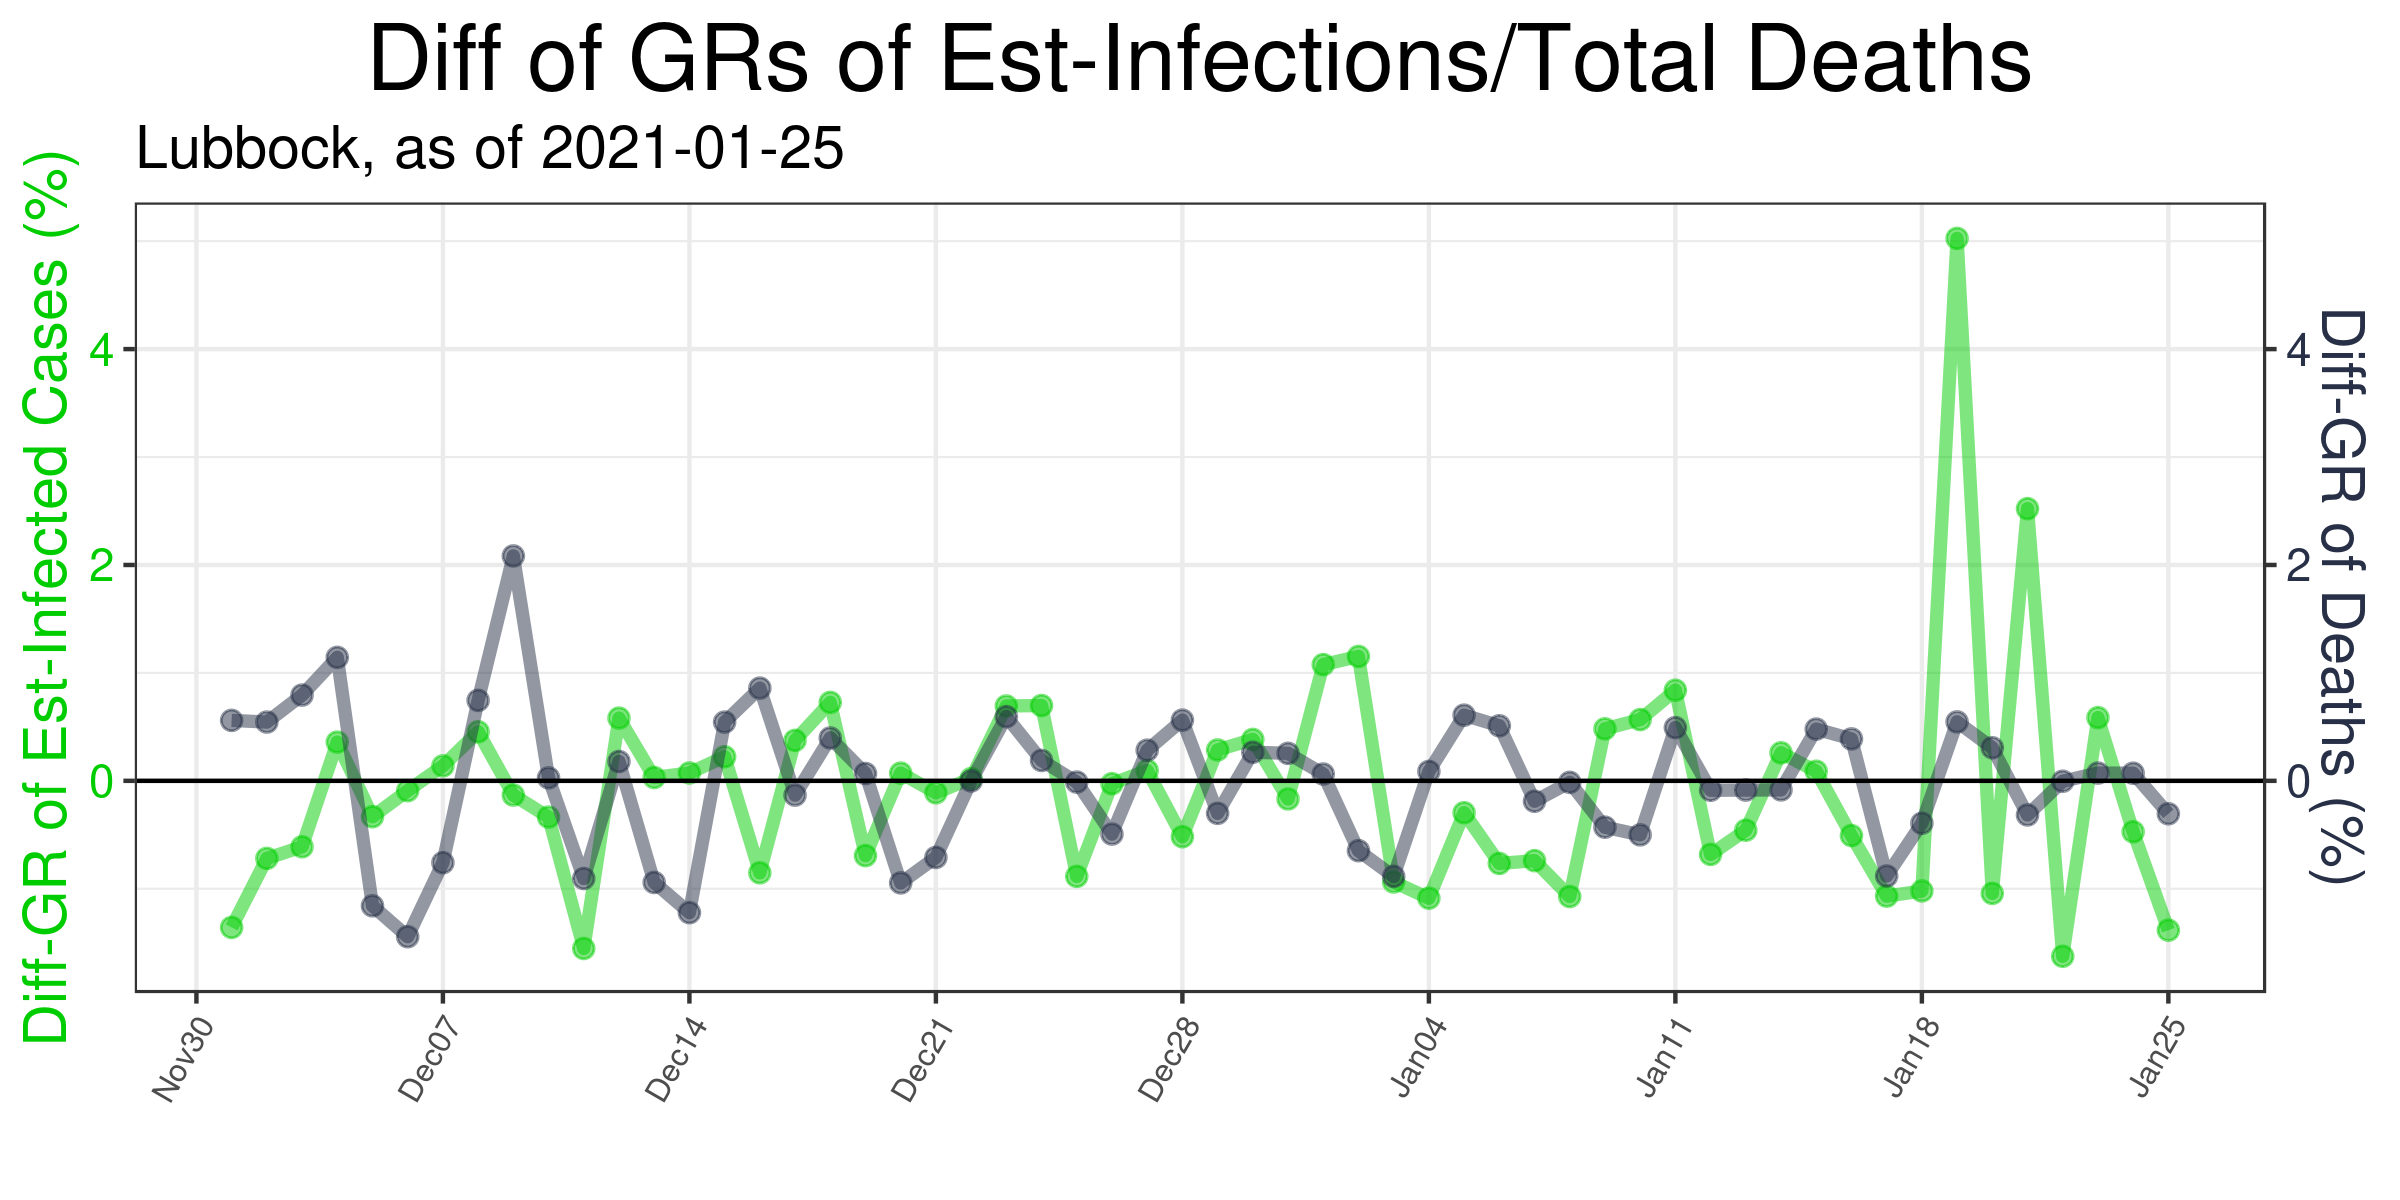 Diff of GRs of Est-Infections/Total Deaths
Lubbock, as of 2021-01-25
Diff-GR of Est-Infected Cases (%)
4
2
0
4
2
0
Diff-GR of Deaths (%)
Nov30
Dec07
Dec14
Dec21
Dec28
Jan04
Jan11
Jan18
Jan25